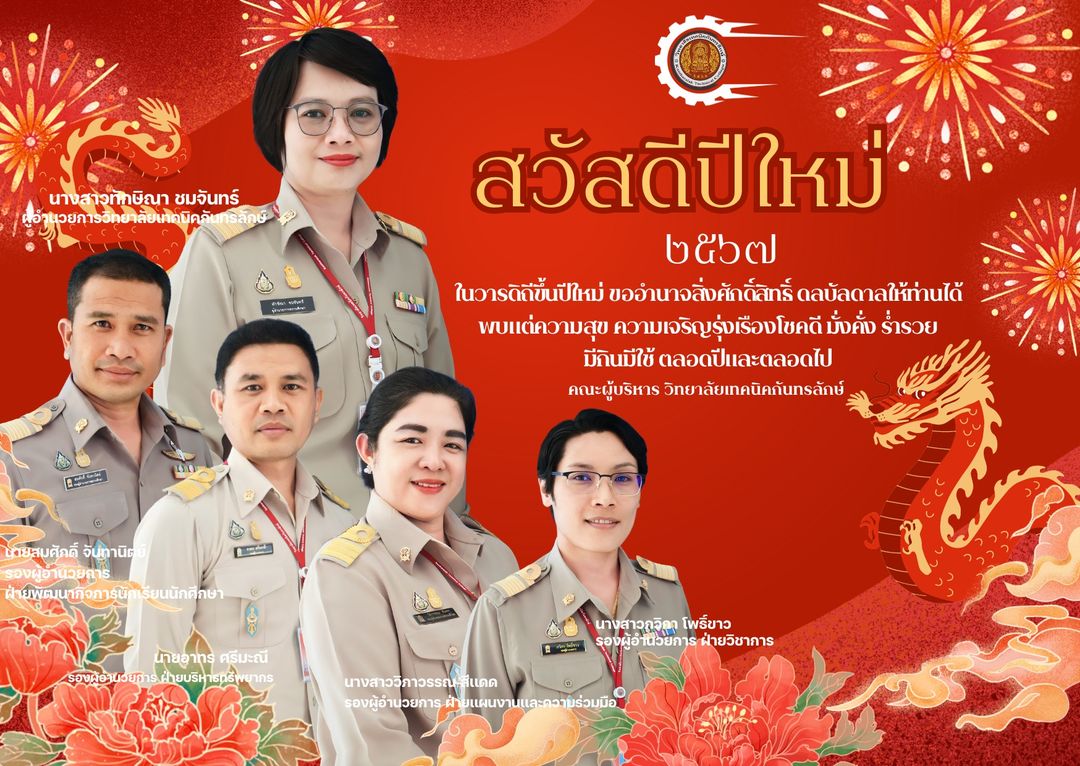 สวัสดีปีใหม่
๒๕๖๗
ในวารดิถีขึ้นปีใหม่ ขออำนาจสิ่งศักดิ์สิทธิ์ ดลบัลดาลให้ท่านได้
พบแต่ความสุข ความเจริญรุ่งเรืองโชคดี มั่งคั่ง ร่ำรวย
มีกินมีใช้ ตลอดปีและตลอดไป
คณะผู้บริหาร วิทยาลัยเทคนิคกันทรลักษ์
นางสาวทักษิณา ชมจันทร์
ผู้อำนวยการวิทยาลัยเทคนิคกันทรลักษ์
นายสมศักดิ์ จันทานิตย์
รองผู้อำนวยการ
ฝ่ายพัฒนากิจการนักเรียนนักศึกษา
นายอาทร ศรีมะณี
รองผู้อำนวยการ ฝ่ายบริหารทรัพยากร
นางสาววิภาวรรณ สีแดด
รองผู้อำนวยการ ฝ่ายแผนงานและความร่วมมือ
นางสาวกวิตา โพธิ์ขาว
รองผู้อำนวยการ ฝ่ายวิชาการ